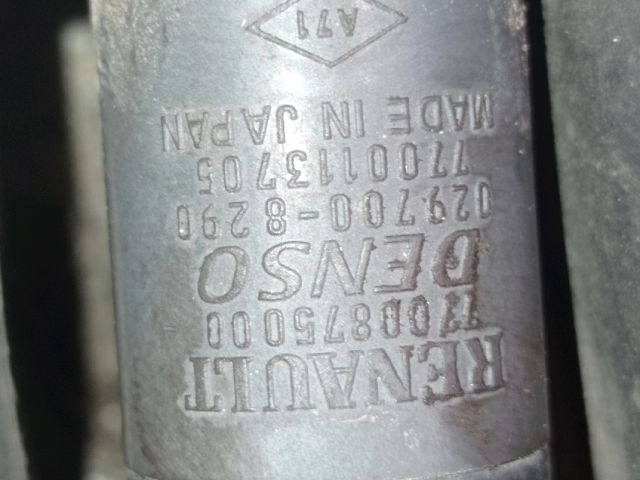 RENAULT
7700875000 -
DENSO
029700-8290
7700113705 -
MADE IN JAPAN
A71